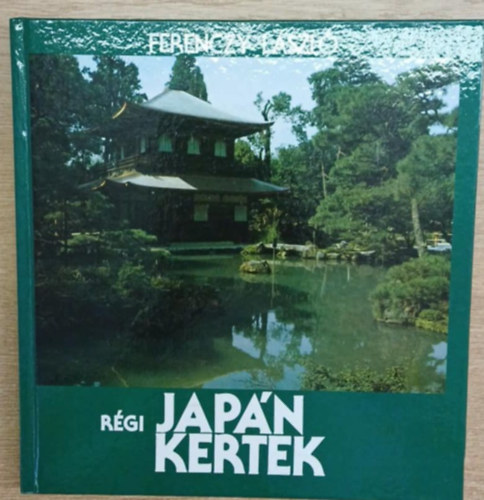 FERENCZY LÁSZLÓ
RÉGI JAPÁN
KERTEK